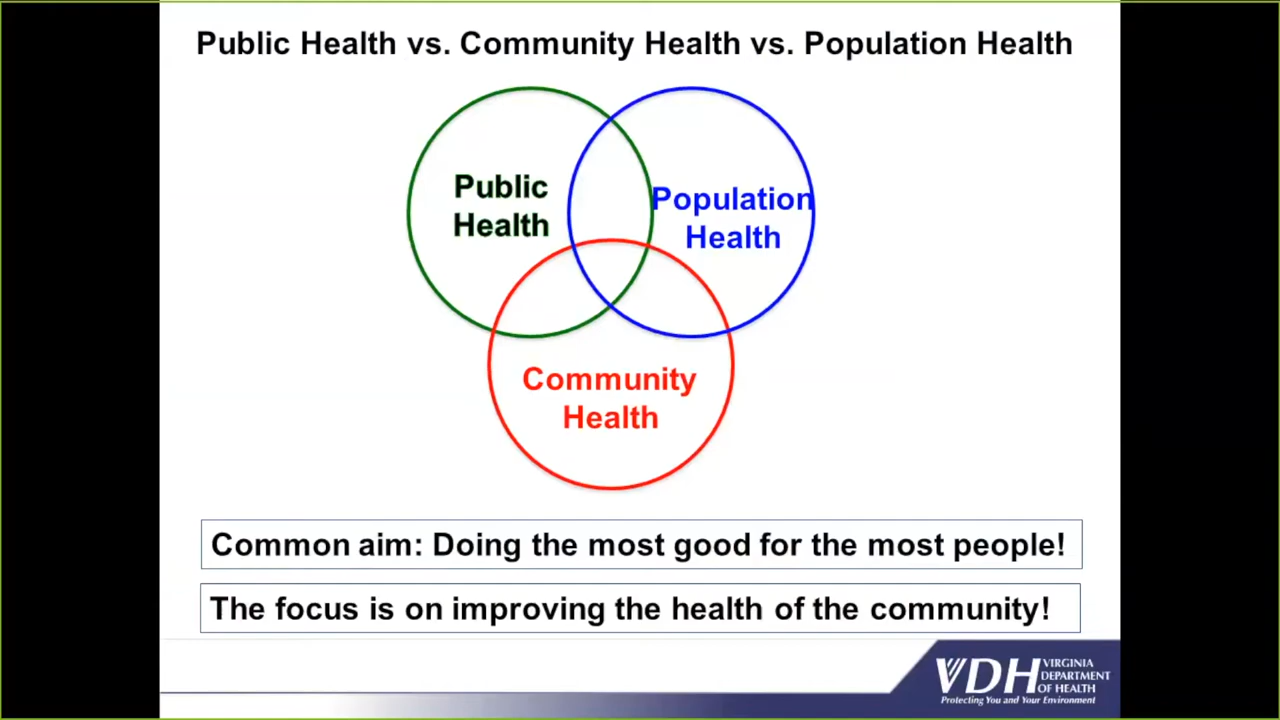 Public Health vs. Community Health vs. Population Health
Public
Health
Population
Health
Community
Health
Common aim: Doing the most good for the most people!
The focus is on improving the health of the community!
VDH
VIRGINIA
DEPARTMENT
OF HEALTH
Protecting You and Your Environment